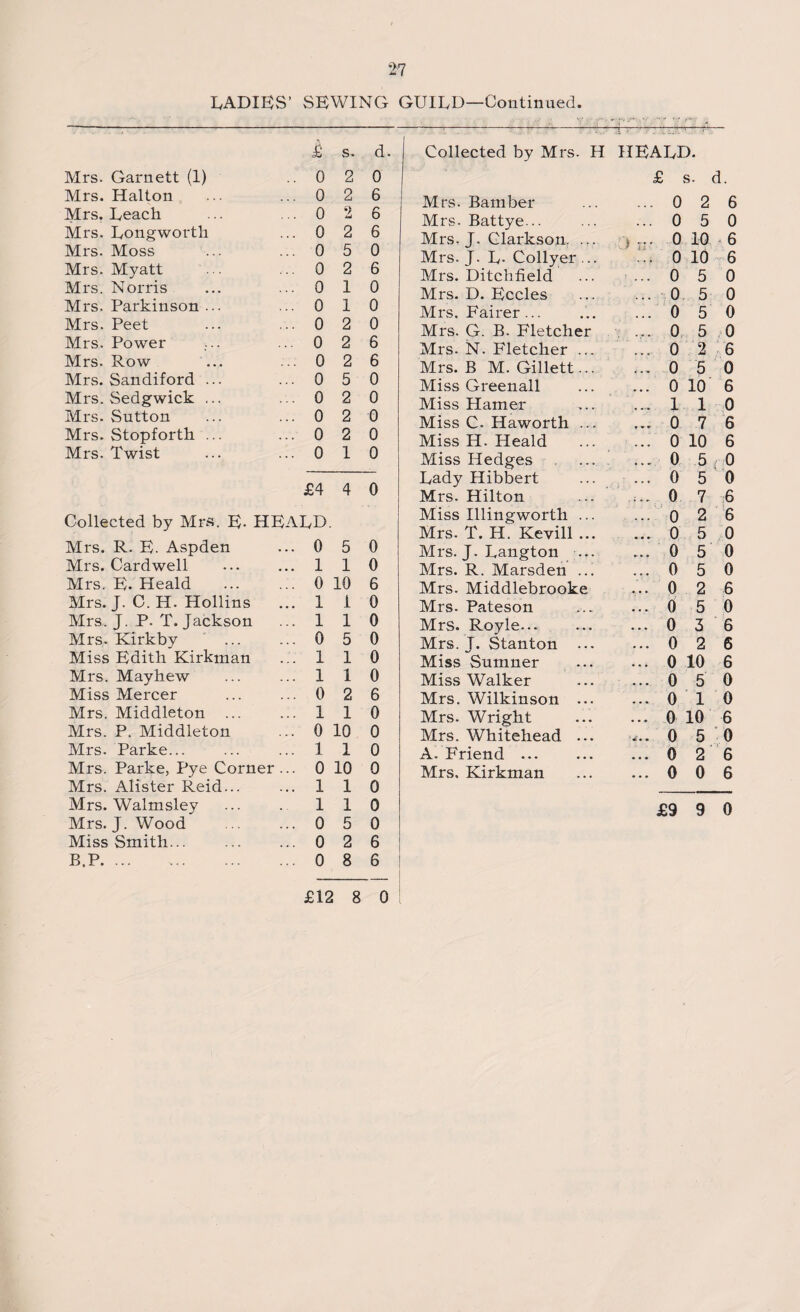 27
LADIES' SEWING GUILD—Continued.
£ s. d.
Mrs. Garnett (1) .. 0 2 0
Mrs. Halton ... ... 0 2 6
Mrs. Leach ... ... 0 2 6
Mrs. Longworth ... 0 2 6
Mrs. Moss ... ... 0 5 0
Mrs. Myatt ... ... 0 2 6
Mrs. Norris ... ... 0 1 0
Mrs. Parkinson ... ... 0 1 0
Mrs. Peet ... ... 0 2 0
Mrs. Power ... ... 0 2 6
Mrs. Row ... ... 0 2 6
Mrs. Sandiford ... ... 0 5 0
Mrs. Sedgwick ... ... 0 2 0
Mrs. Sutton ... ... 0 2 0
Mrs. Stopforth ... ... 0 2 0
Mrs. Twist ... ... 0 1 0
£4 4 0
Collected by Mrs. E. HEALD.
Mrs. R. E. Aspden ... 0 5 0
Mrs. Cardwell ... ... 1 1 0
Mrs. E. Heald ... ... 0 10 6
Mrs. J. C. H. Hollins ... 1 1 0
Mrs. J. P. T. Jackson ... 1 1 0
Mrs. Kirkby ... ... 0 5 0
Miss Edith Kirkman ... 1 1 0
Mrs. Mayhew ... ... 1 1 0
Miss Mercer ... ... 0 2 6
Mrs. Middleton ... ... 1 1 0
Mrs. P. Middleton ... 0 10 0
Mrs. Parke... ... ... 1 1 0
Mrs. Parke, Pye Corner ... 0 10 0
Mrs. Alister Reid... ... 1 1 0
Mrs. Walmsley ... . 1 1 0
Mrs. J. Wood ... ... 0 5 0
Miss Smith... ... ... 0 2 6
B.P. ... ... ... ... 0 8 6
£12 8 0
Collected by Mrs. H HEALD.
£ s. d.
Mrs. Bamber ... ... 0 2 6
Mrs. Battye... ... ... 0 5 0
Mrs. J. Clarkson. ... ... 0 10 6
Mrs. J. L. Collyer ... ... 0 10 6
Mrs. Ditchfield ... ... 0 5 0
Mrs. D. Eccles ... ... 0 5 0
Mrs. Fairer ... ... ... 0 5 0
Mrs. G. B. Fletcher ... 0 5 0
Mrs. N. Fletcher ... ... 0 2 6
Mrs. B M. Gillett ... ... 0 5 0
Miss Greenall ... ... 0 10 6
Miss Hamer ... ... 1 1 0
Miss C. Haworth ... ... 0 7 6
Miss H. Heald ... ... 0 10 6
Miss Hedges ... ... 0 5 0
Lady Hibbert ... ... 0 5 0
Mrs. Hilton ... ... 0 7 6
Miss Illingworth ... ... 0 2 6
Mrs. T. H. Kevill ... ... 0 5 0
Mrs. J. Langton ... ... 0 5 0
Mrs. R. Marsden ... ... 0 5 0
Mrs. Middlebrooke ... 0 2 6
Mrs. Pateson ... ... 0 5 0
Mrs. Royle... ... ... 0 3 6
Mrs. J. Stanton ... ... 0 2 6
Miss Sumner ... ... 0 10 6
Miss Walker ... ... 0 5 0
Mrs. Wilkinson ... ... 0 1 0
Mrs. Wright ... ... 0 10 6
Mrs. Whitehead ... ... 0 5 0
A. Friend ... ... ... 0 2 6
Mrs. Kirkman ... ... 0 0 6
£9 9 0